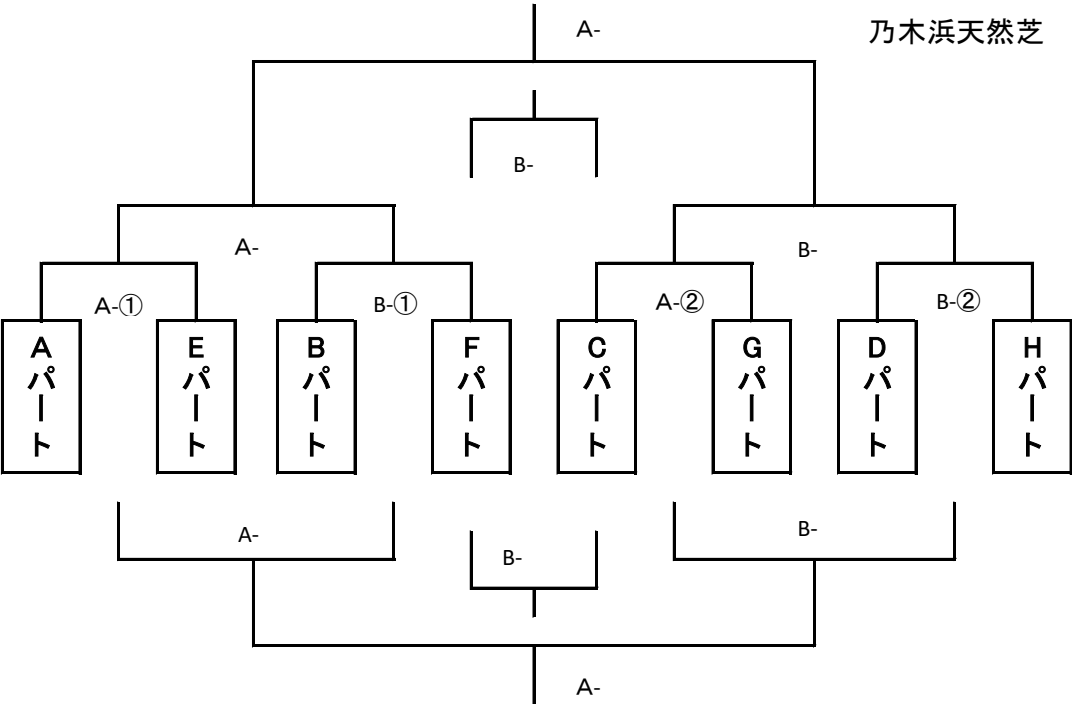 A-
乃木浜天然芝
B-
A-
B-
A-①
B-①
A-②
B-②
Aパート
Eパート
Bパート
Fパート
Cパート
Gパート
Dパート
Hパート
A-
B-
B-
A-